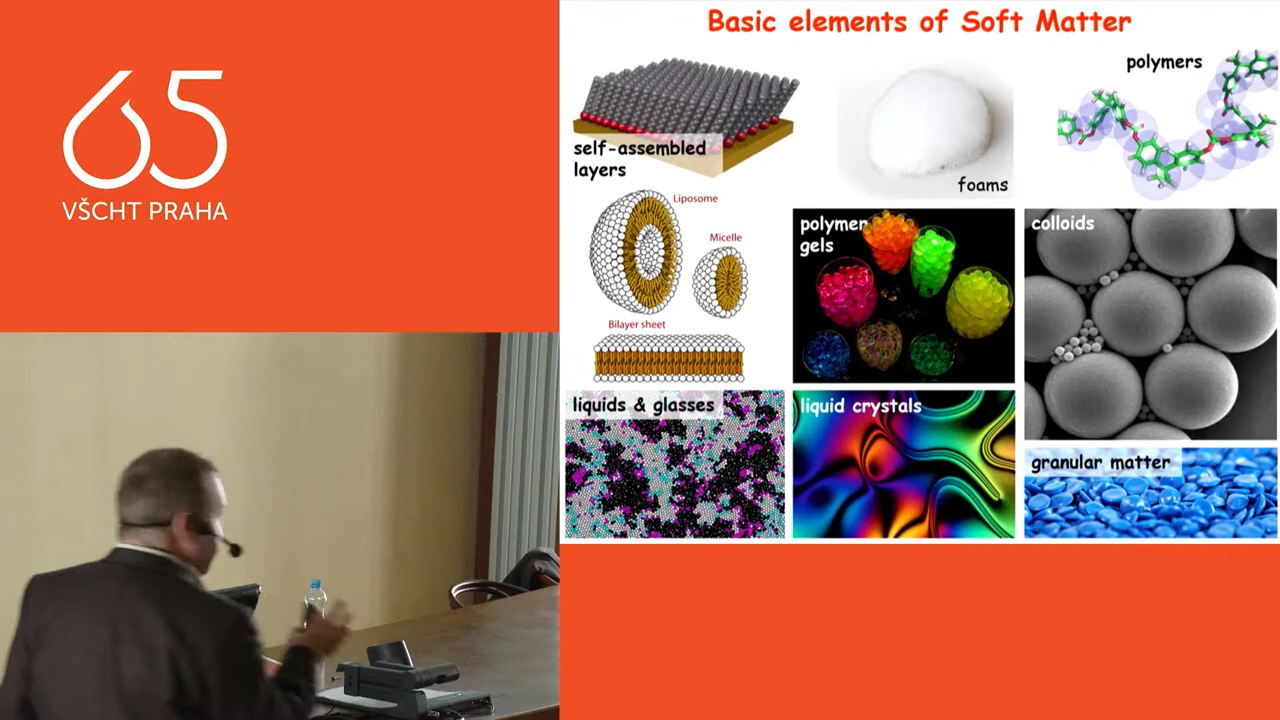 65
VŠCHT PRAHA
Basic elements of Soft Matter
self-assembled
layers
foams
polymers
Liposome
Micelle
Bilayer sheet
polymer
gels
colloids
liquids & glasses
liquid crystals
granular matter